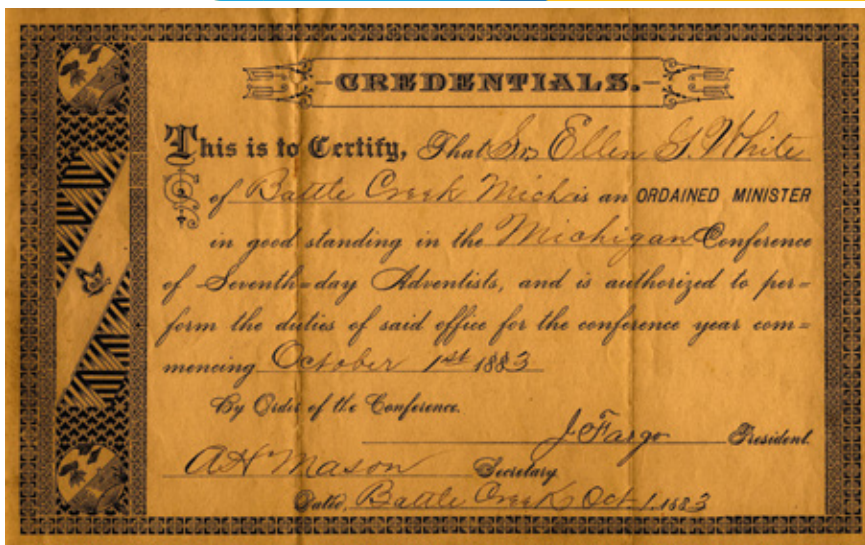 CREDENTIALS.
This is to Certify, That Sr. Ellen G. White
of Battle Creek Mich is an ORDAINED MINISTER
in good standing in the Michigan Conference
of Seventh=day Adventists, and is authorized to per=
form the duties of said office for the conference year com=
mencing October 1st 1883
By Order of the Conference.
J Fargo President.
A H Mason Secretary
Dated, Battle Creek Oct. 1, 1883